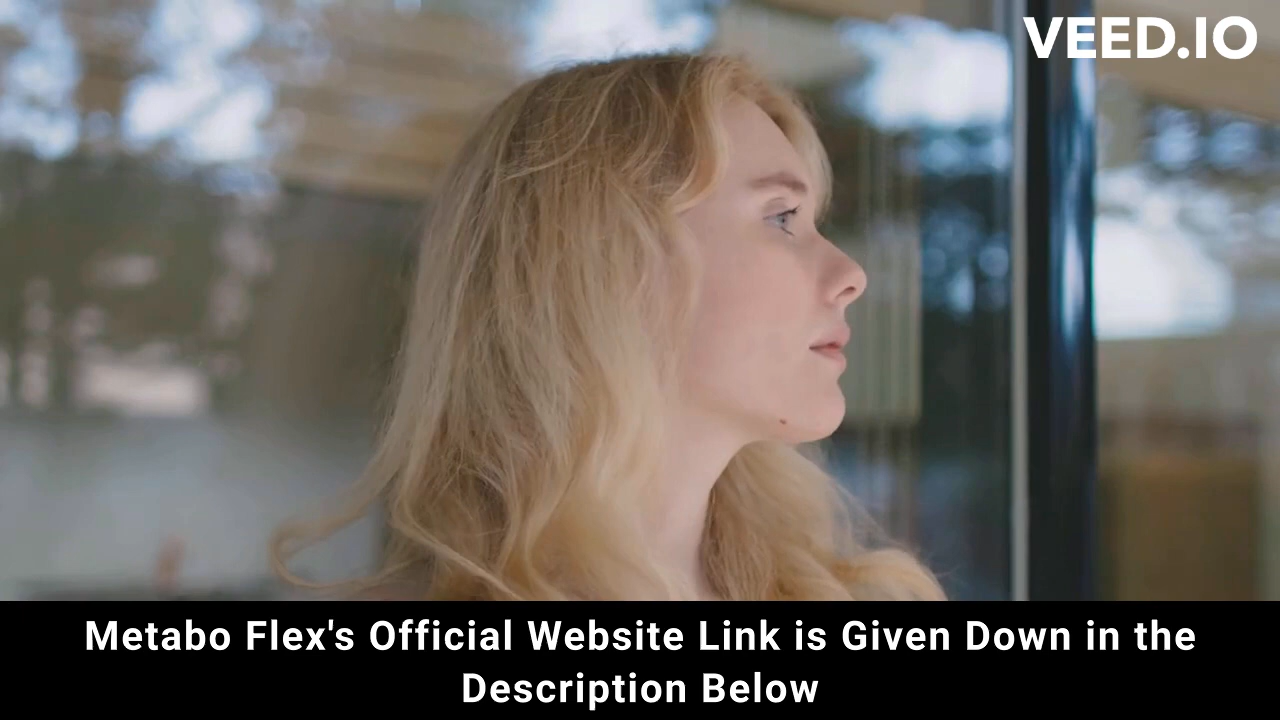 VEED.IO
Metabo Flex's Official Website Link is Given Down in the
Description Below